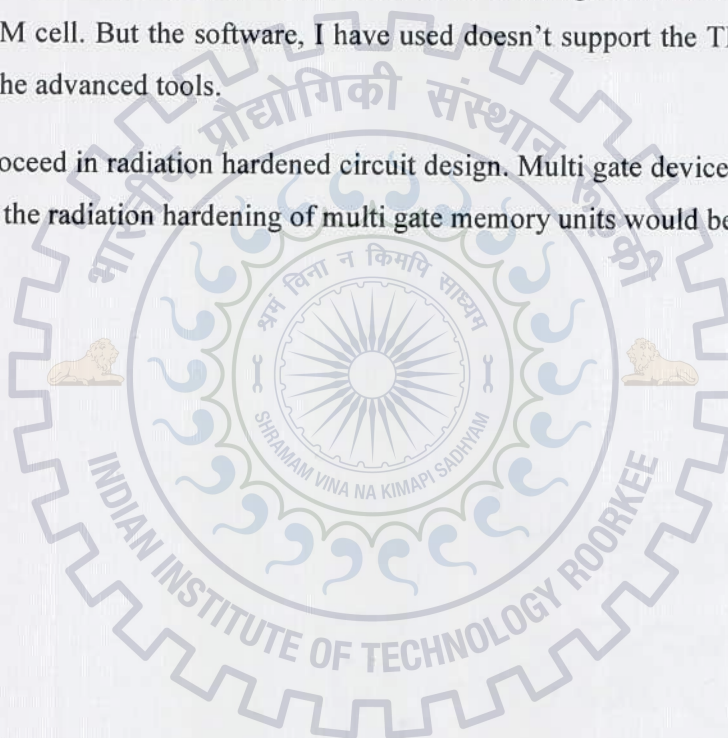 M cell. But the software, I have used doesn't support the
he advanced tools.
oceed in radiation hardened circuit design. Multi gate device
the radiation hardening of multi gate memory units would be
भारतीय प्रौद्योगिकी संस्थान रुड़की
श्रमं विना न किमपि साध्यम्
SHRAMAM VINA NA KIMAPI SADHYAM
INDIAN INSTITUTE OF TECHNOLOGY ROORKEE